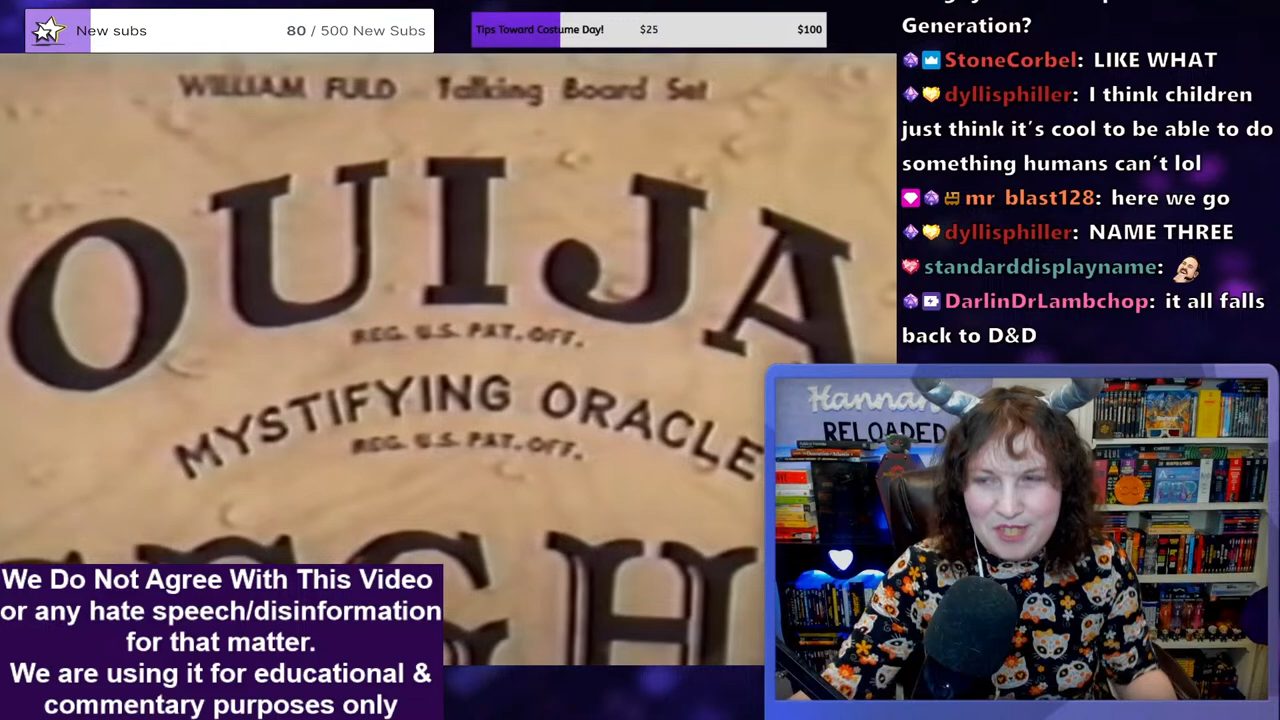 New subs 80 / 500 New Subs
Tips Toward Costume Day! $25 $100
WILLIAM FULD Talking Board Set
OUIJA
REG. U.S. PAT. OFF.
MYSTIFYING ORACLE
REG. U.S. PAT. OFF.
GH
We Do Not Agree With This Video
or any hate speech/disinformation
for that matter.
We are using it for educational &
commentary purposes only
Generation?
StoneCorbel: LIKE WHAT
dyllisphiller: I think children
just think it's cool to be able to do
something humans can't lol
mr_blast128: here we go
dyllisphiller: NAME THREE
standarddisplayname:
DarlinDrLambchop: it all falls
back to D&D
Hannah
RELOADED